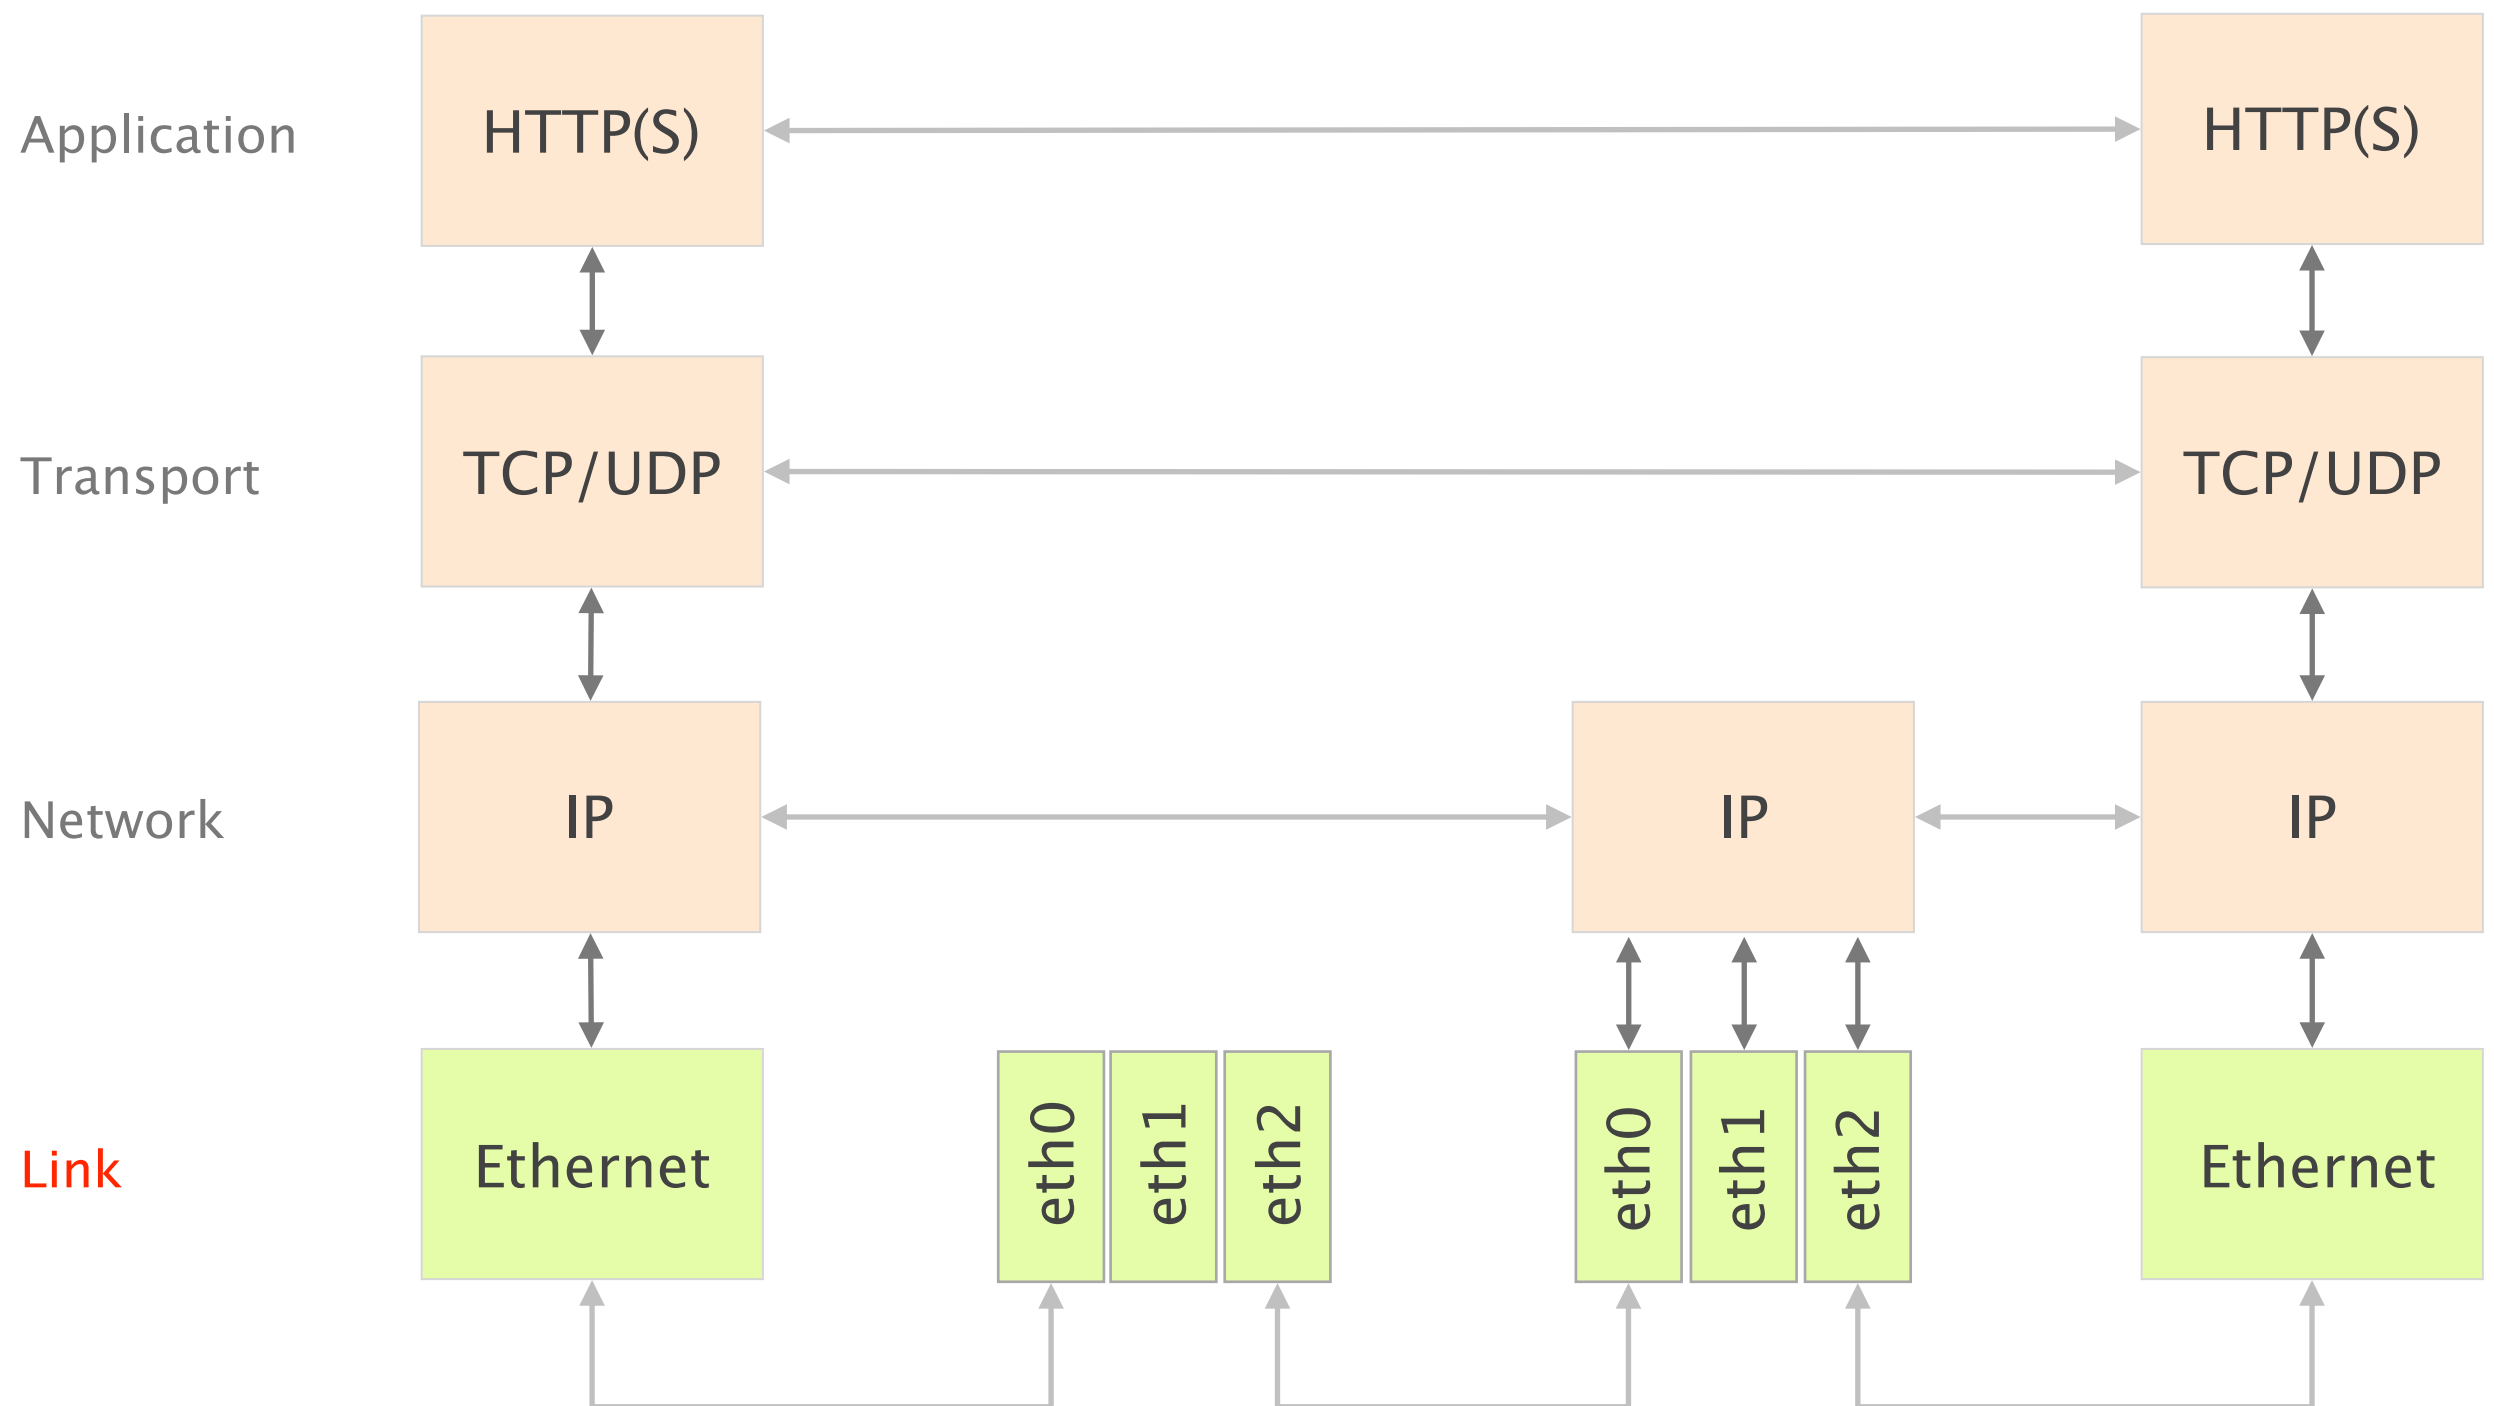 Application
HTTP(S)
HTTP(S)
Transport
TCP/UDP
TCP/UDP
Network
IP
IP
IP
Link
Ethernet
eth0
eth1
eth2
eth0
eth1
eth2
Ethernet